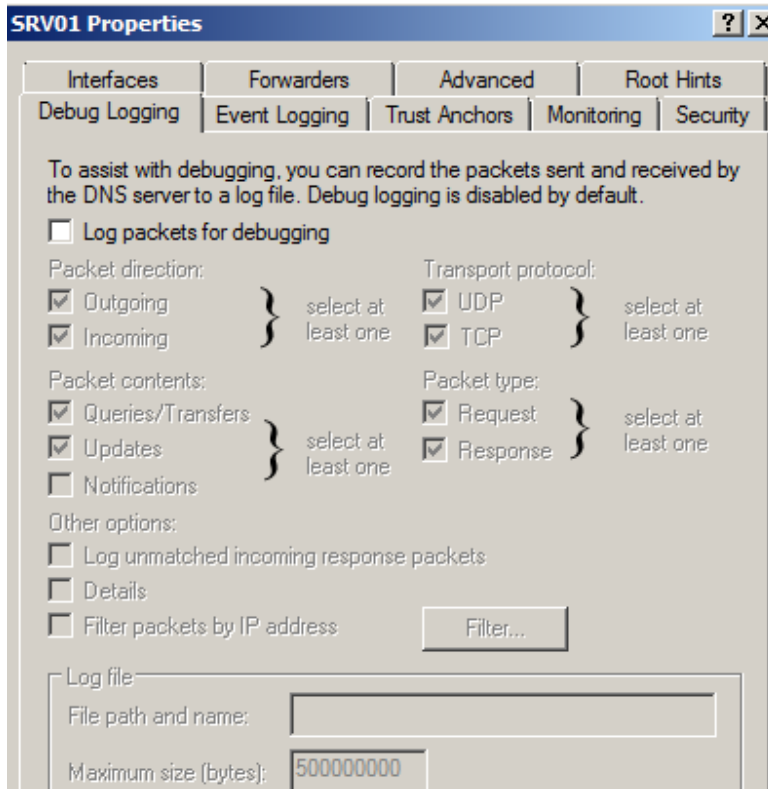 SRV01 Properties
Interfaces Forwarders Advanced Root Hints
Debug Logging Event Logging Trust Anchors Monitoring Security
To assist with debugging, you can record the packets sent and received by
the DNS server to a log file. Debug logging is disabled by default.
Log packets for debugging
Packet direction: Transport protocol:
Outgoing select at UDP select at
Incoming least one TCP least one
Packet contents: Packet type:
Queries/Transfers Request select at
Updates select at Response least one
Notifications least one
Other options:
Log unmatched incoming response packets
Details
Filter packets by IP address Filter...
Log file
File path and name:
Maximum size (bytes): 500000000